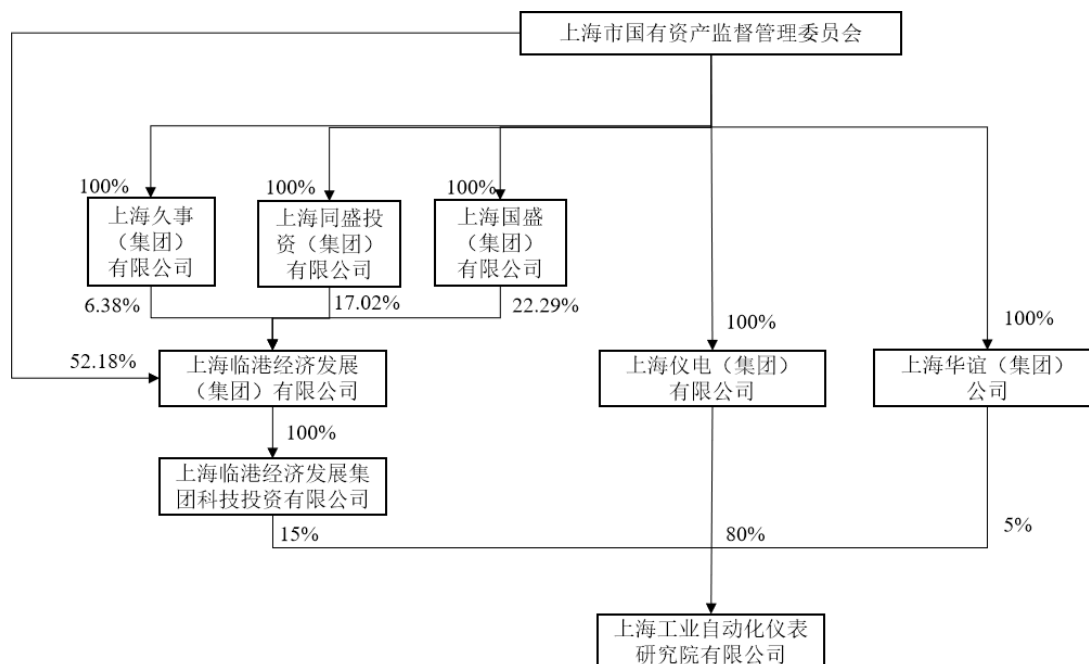 上海市国有资产监督管理委员会
100%
100%
100%
上海久事
（集团）
有限公司
上海同盛投
资（集团）
有限公司
上海国盛
（集团）
有限公司
6.38%
17.02%
22.29%
100%
100%
52.18%
上海临港经济发展
（集团）有限公司
上海仪电（集团）
有限公司
上海华谊（集团）
公司
100%
上海临港经济发展集
团科技投资有限公司
15%
80%
5%
上海工业自动化仪表
研究院有限公司